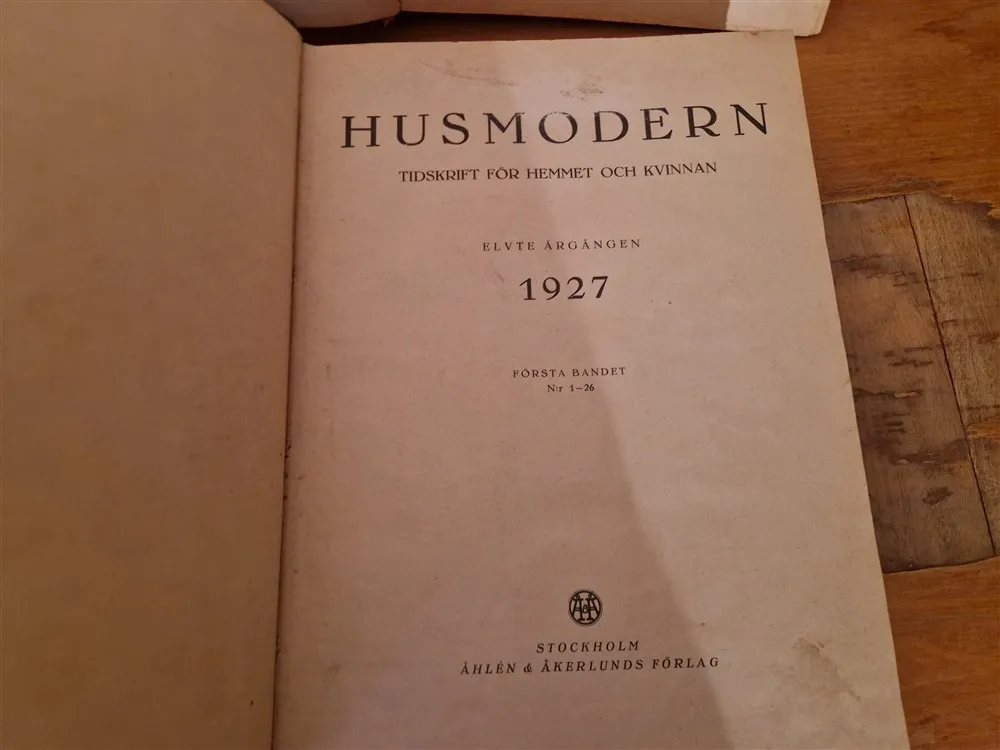 HUSMODERN
TIDSKRIFT FÖR HEMMET OCH KVINNAN
ELVTE ÅRGÅNGEN
1927
FÖRSTA BANDET
N:r 1–26
Å&Å
STOCKHOLM
ÅHLÉN & ÅKERLUNDS FÖRLAG